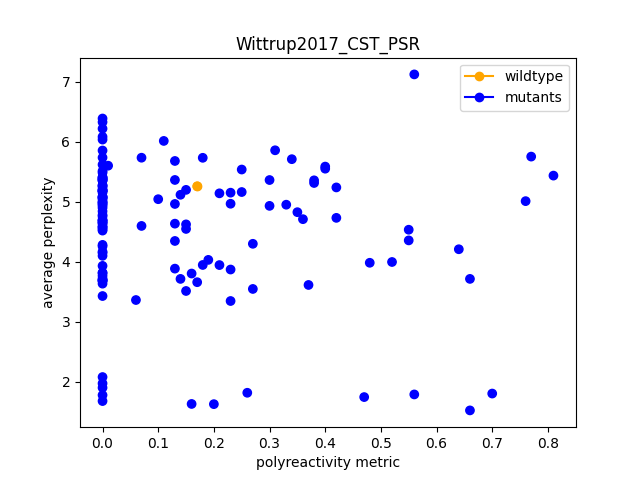 Wittrup2017_CST_PSR
wildtype
mutants
average perplexity
7
6
5
4
3
2
0.0 0.1 0.2 0.3 0.4 0.5 0.6 0.7 0.8
polyreactivity metric